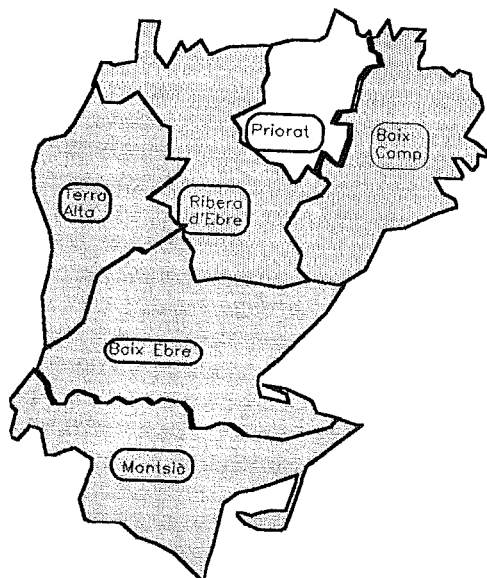 Priorat
Baix
Camp
Terra
Alta
Ribera
d'Ebre
Baix Ebre
Montsià